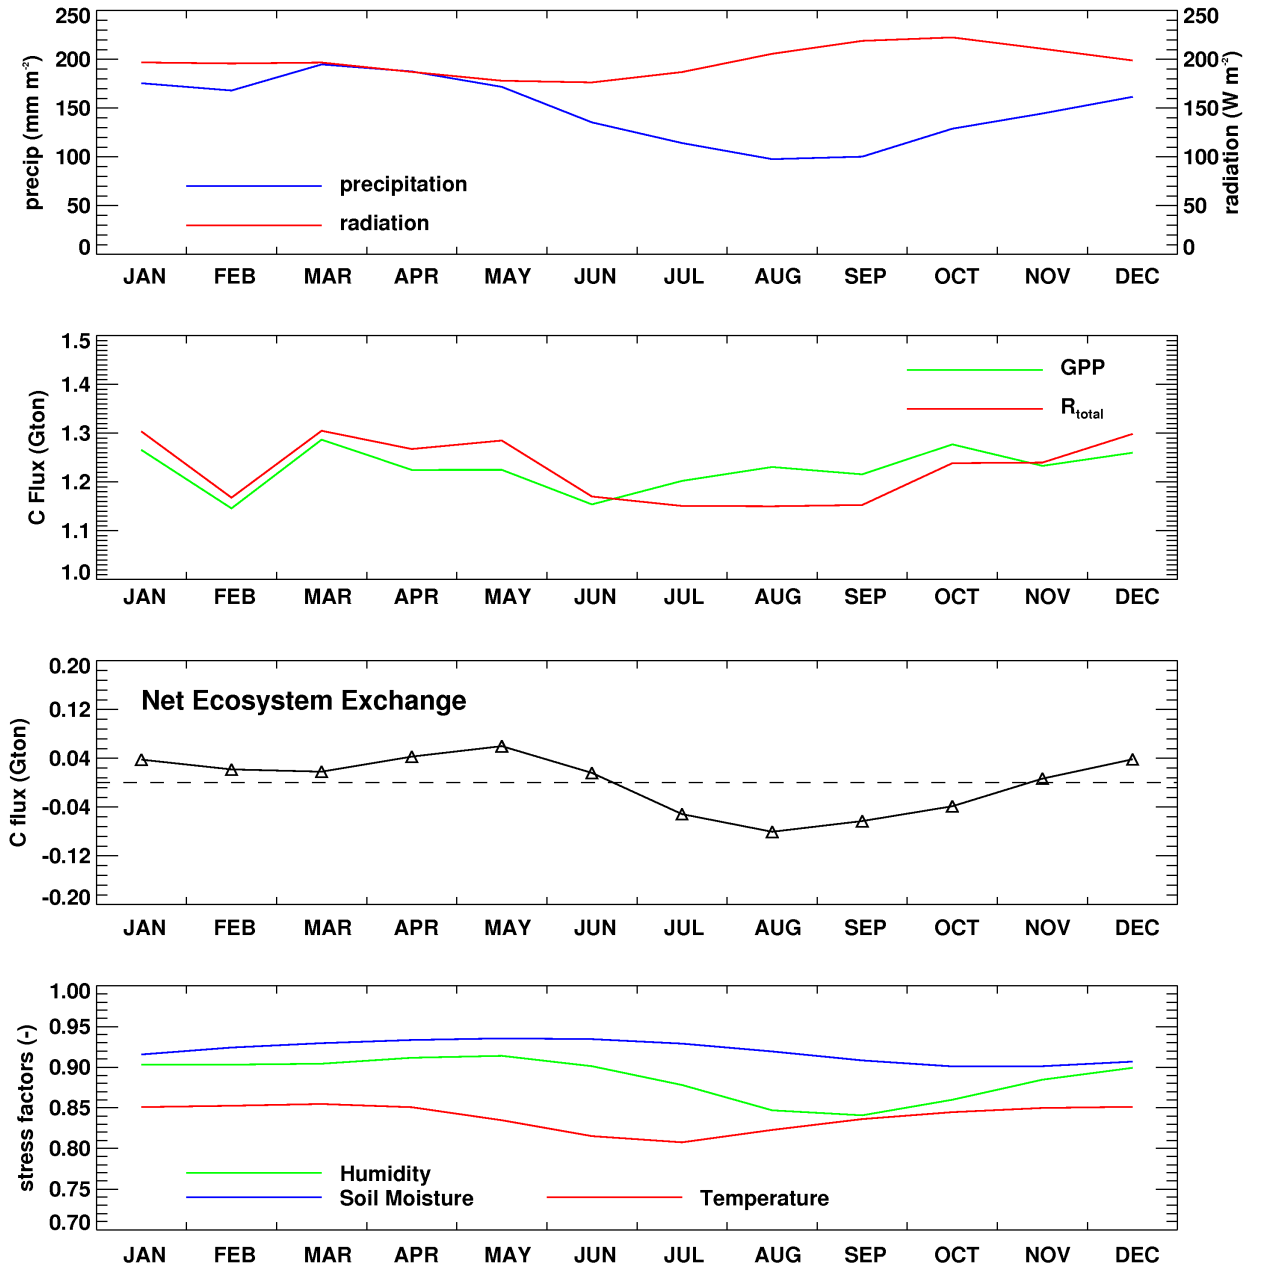 250
200
150
100
50
0
precip (mm m-2)
250
200
150
100
50
0
radiation (W m-2)
precipitation
radiation
JAN FEB MAR APR MAY JUN JUL AUG SEP OCT NOV DEC
1.5
1.4
1.3
1.2
1.1
1.0
C Flux (Gton)
GPP
Rtotal
JAN FEB MAR APR MAY JUN JUL AUG SEP OCT NOV DEC
0.20
0.12
0.04
-0.04
-0.12
-0.20
C flux (Gton)
Net Ecosystem Exchange
JAN FEB MAR APR MAY JUN JUL AUG SEP OCT NOV DEC
1.00
0.95
0.90
0.85
0.80
0.75
0.70
stress factors (-)
Humidity
Soil Moisture Temperature
JAN FEB MAR APR MAY JUN JUL AUG SEP OCT NOV DEC